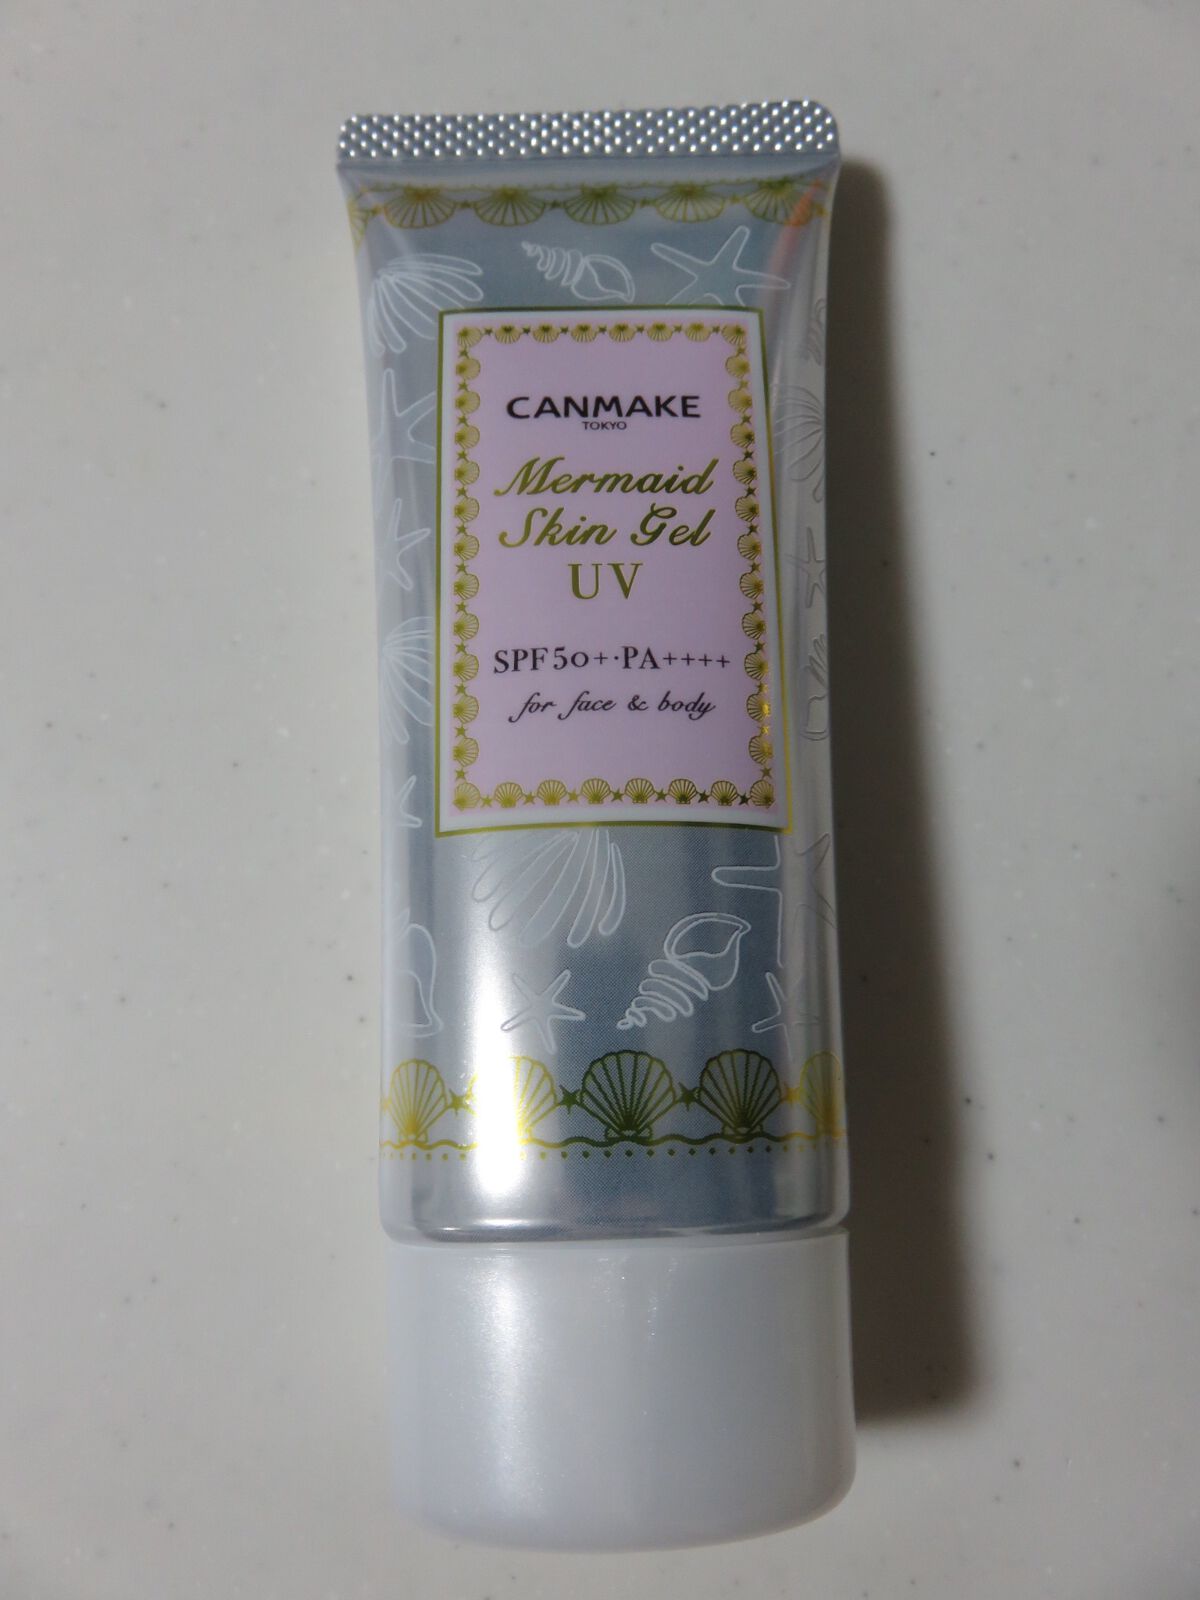 CANMAKE
TOKYO
Mermaid
Skin Gel
UV
SPF50+·PA++++
for face & body